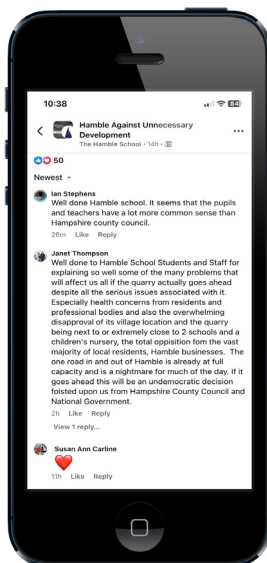 10:38
84
Hamble Against Unnecessary
Development
The Hamble School • 14h •
50
Newest
Ian Stephens
Well done Hamble school. It seems that the pupils
and teachers have a lot more common sense than
Hampshire county council.
26m Like Reply
Janet Thompson
Well done to Hamble School Students and Staff for
explaining so well some of the many problems that
will affect us all if the quarry actually goes ahead
despite all the serious issues associated with it.
Especially health concerns from residents and
professional bodies and also the overwhelming
disapproval of its village location and the quarry
being next to or extremely close to 2 schools and a
children's nursery, the total oppisition fom the vast
majority of local residents, Hamble businesses. The
one road in and out of Hamble is already at full
capacity and is a nightmare for much of the day. If it
goes ahead this will be an undemocratic decision
foisted upon us from Hampshire County Council and
National Government.
2h Like Reply
View 1 reply...
Susan Ann Carline
11h Like Reply